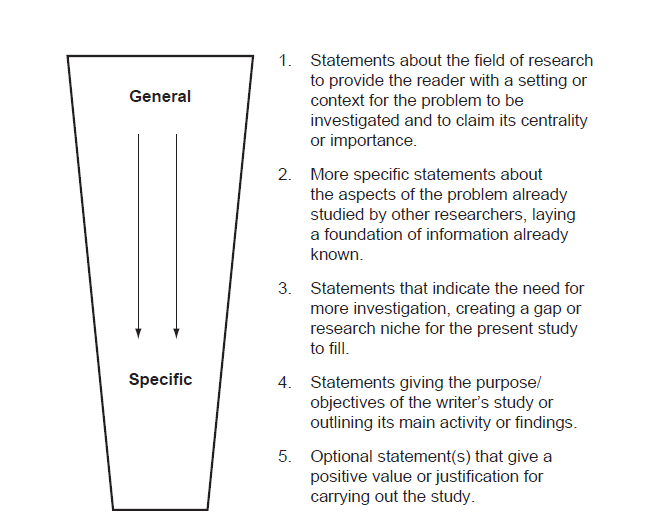 General
Specific
1. Statements about the field of research
to provide the reader with a setting or
context for the problem to be
investigated and to claim its centrality
or importance.
2. More specific statements about
the aspects of the problem already
studied by other researchers, laying
a foundation of information already
known.
3. Statements that indicate the need for
more investigation, creating a gap or
research niche for the present study
to fill.
4. Statements giving the purpose/
objectives of the writer’s study or
outlining its main activity or findings.
5. Optional statement(s) that give a
positive value or justification for
carrying out the study.